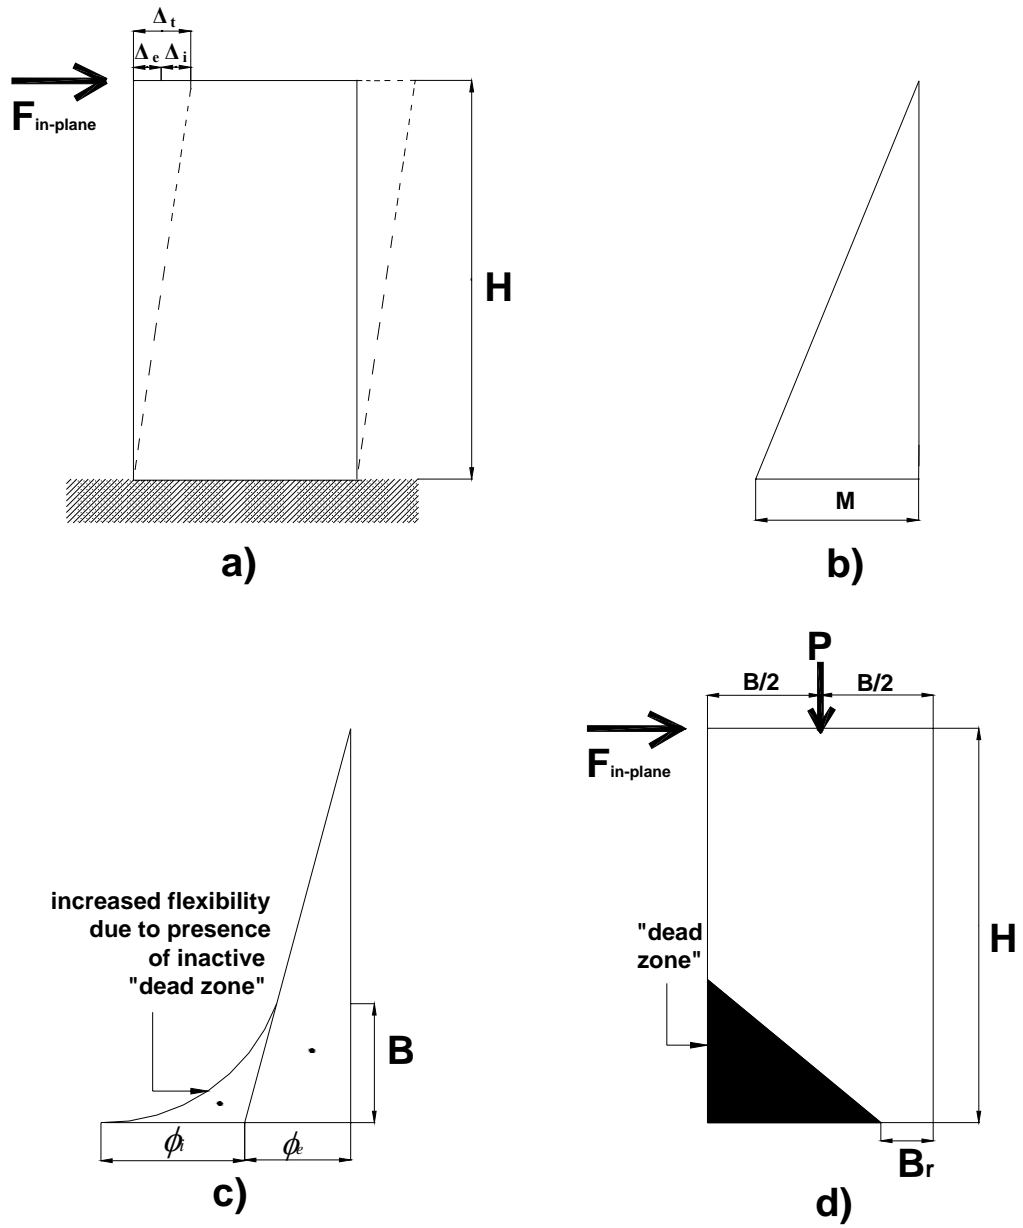 Δt
Δe Δi
Fin-plane
H
a)
M
b)
increased flexibility
due to presence
of inactive
"dead zone"
B
ϕi ϕe
c)
P
B/2 B/2
Fin-plane
"dead
zone"
H
Br
d)